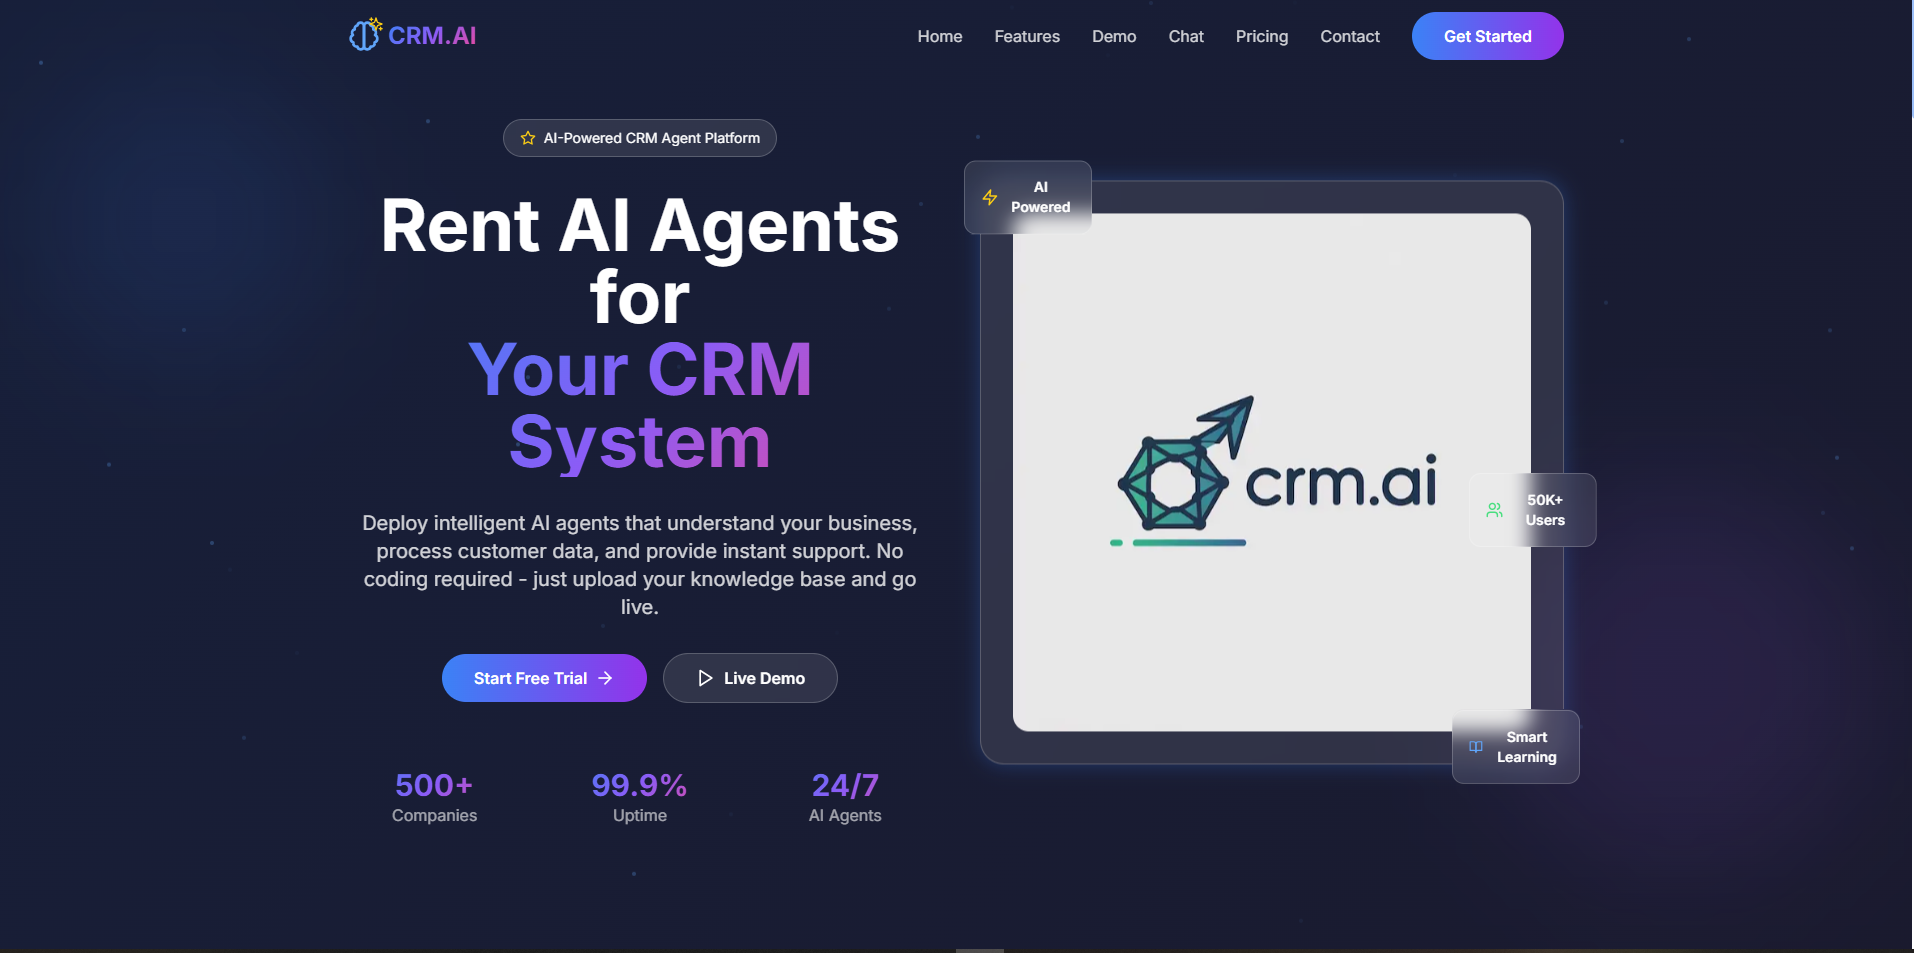 CRM.AI
Home
Features
Demo
Chat
Pricing
Contact
Get Started
AI-Powered CRM Agent Platform
Rent AI Agents
for
Your CRM
System
Deploy intelligent AI agents that understand your business,
process customer data, and provide instant support. No
coding required - just upload your knowledge base and go
live.
Start Free Trial
Live Demo
500+
Companies
99.9%
Uptime
24/7
AI Agents
AI
Powered
crm.ai
50K+
Users
Smart
Learning